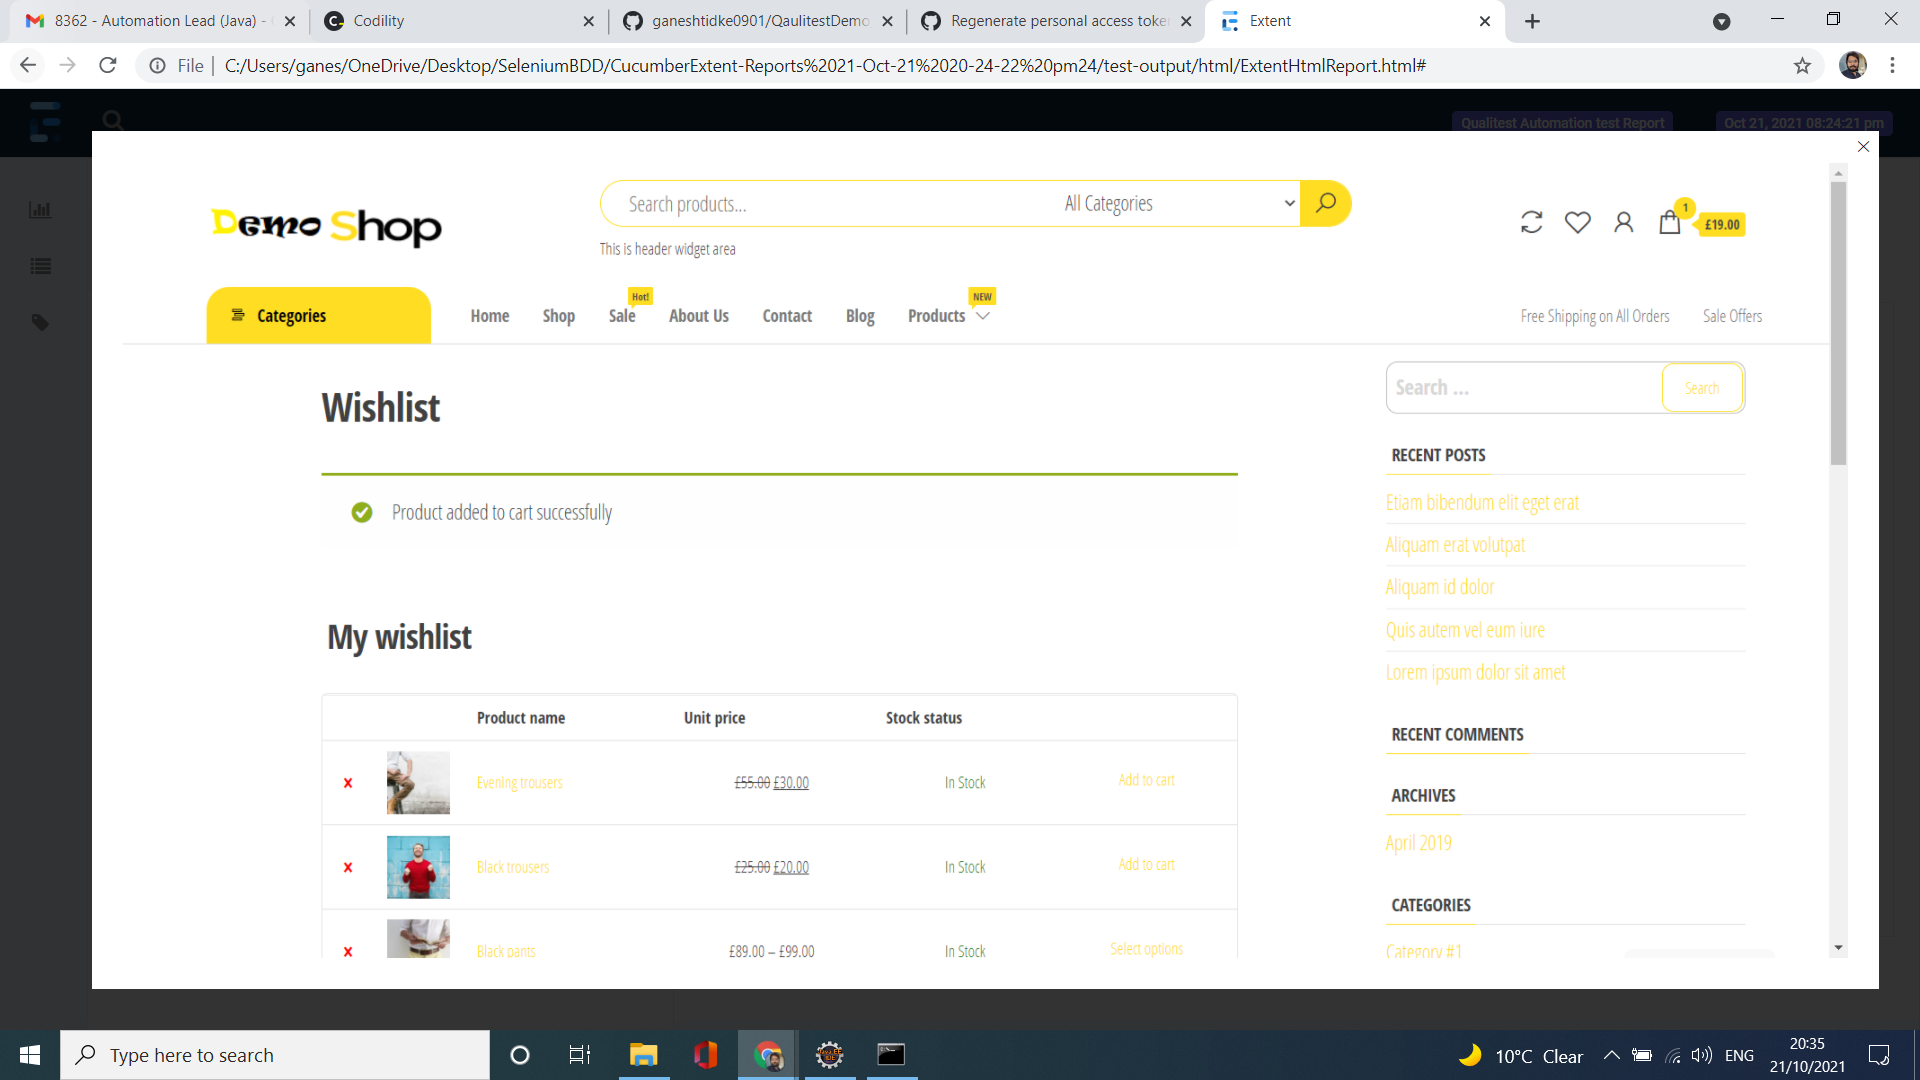 8362 - Automation Lead (Java) -
Codility
ganeshtidke0901/QaulitestDemo
Regenerate personal access toke
Extent
File
C:/Users/ganes/OneDrive/Desktop/SeleniumBDD/CucumberExtent-Reports%2021-Oct-21%2020-24-22%20pm24/test-output/html/ExtentHtmlReport.html#
Qualitest Automation test Report
Oct 21, 2021 08:24:21 pm
Demo Shop
Search products...
All Categories
1
£19.00
This is header widget area
Categories
Home
Shop
Sale
Hot!
About Us
Contact
Blog
Products
NEW
Free Shipping on All Orders
Sale Offers
Wishlist
Product added to cart successfully
My wishlist
Product name Unit price Stock status
Evening trousers £55.00 £30.00 In Stock Add to cart
Black trousers £25.00 £20.00 In Stock Add to cart
Black pants £89.00 – £99.00 In Stock Select options
Search ...
Search
RECENT POSTS
Etiam bibendum elit eget erat
Aliquam erat volutpat
Aliquam id dolor
Quis autem vel eum iure
Lorem ipsum dolor sit amet
RECENT COMMENTS
ARCHIVES
April 2019
CATEGORIES
Category #1
Type here to search
10°C Clear
ENG
20:35
21/10/2021